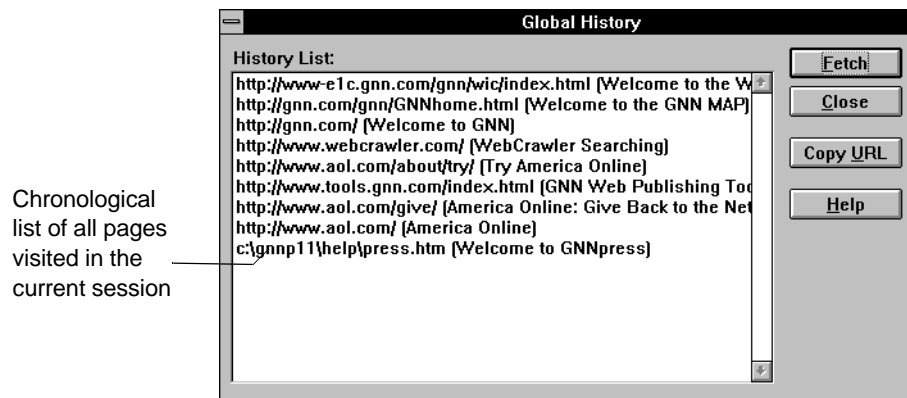 Global History
History List:
http://www-e1c.gnn.com/gnn/wic/index.html (Welcome to the W
http://gnn.com/gnn/GNNhome.html (Welcome to the GNN MAP)
http://gnn.com/ (Welcome to GNN)
http://www.webcrawler.com/ (WebCrawler Searching)
http://www.aol.com/about/try/ (Try America Online)
http://www.tools.gnn.com/index.html (GNN Web Publishing Too
http://www.aol.com/give/ (America Online: Give Back to the Net
http://www.aol.com/ (America Online)
c:\gnnp11\help\press.htm (Welcome to GNNpress)
Fetch
Close
Copy URL
Help
Chronological
list of all pages
visited in the
current session